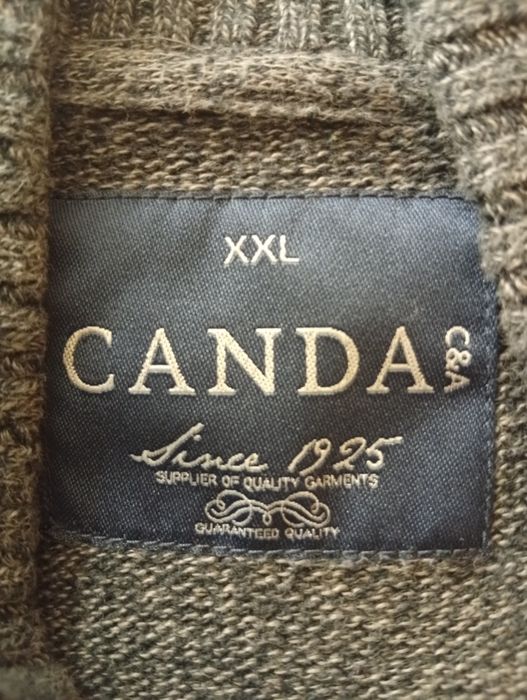 XXL
CANDA
C&A
Since 1925
SUPPLIER OF QUALITY GARMENTS
GUARANTEED QUALITY